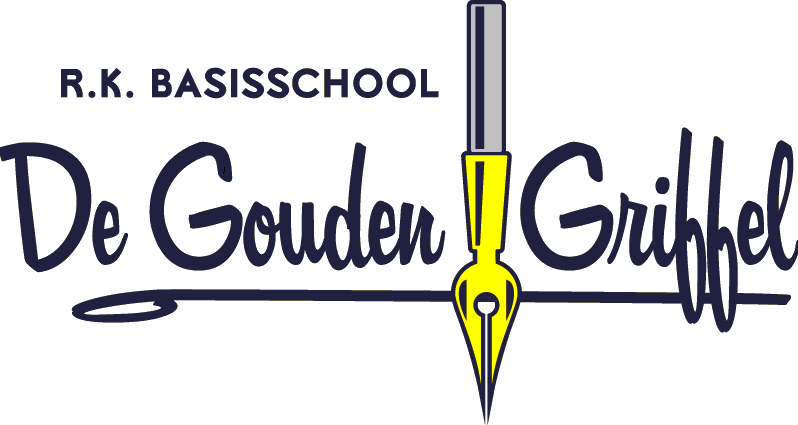 R.K. BASISSCHOOL
De Gouden Griffel